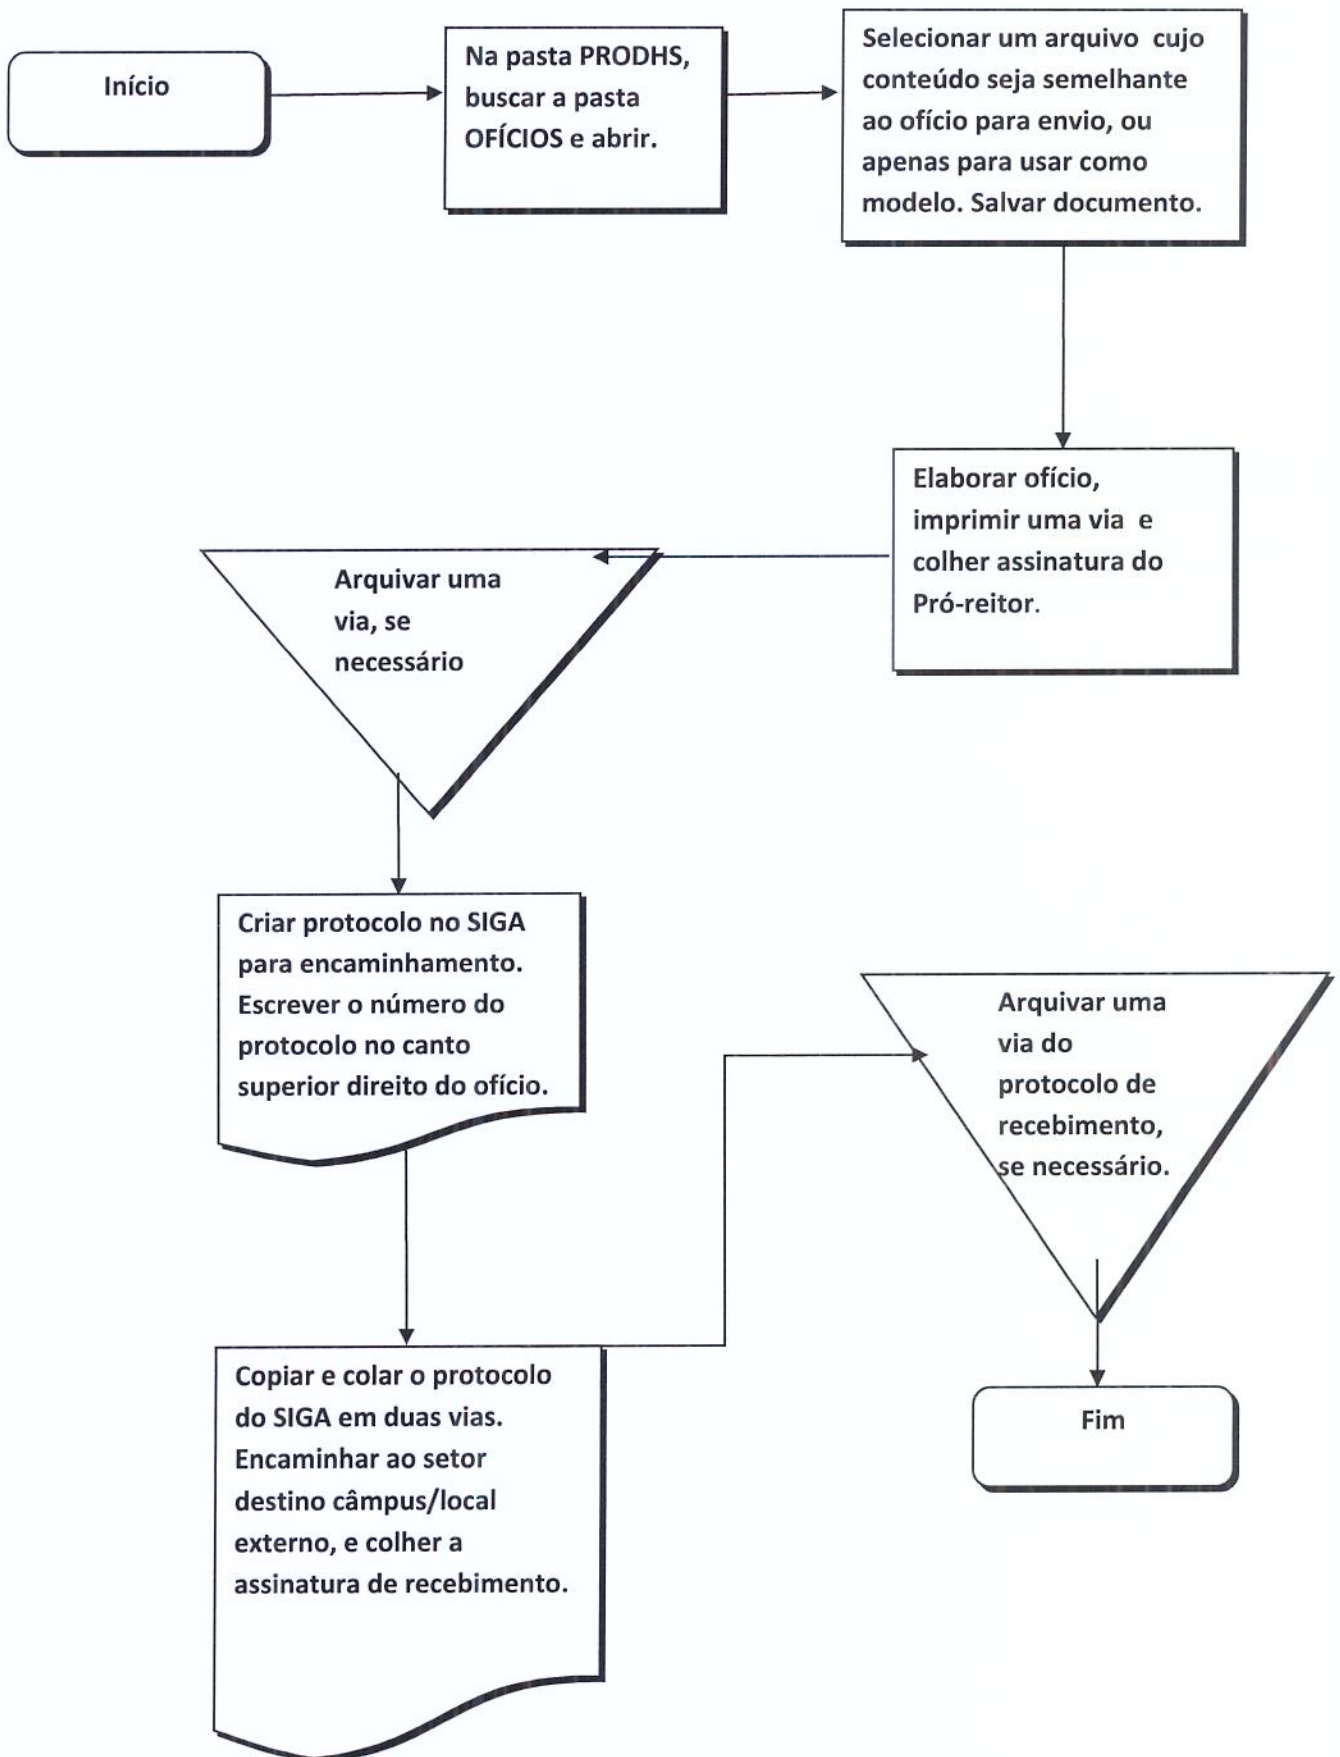 Início
Na pasta PRODHS,
buscar a pasta
OFÍCIOS e abrir.
Selecionar um arquivo cujo
conteúdo seja semelhante
ao ofício para envio, ou
apenas para usar como
modelo. Salvar documento.
Elaborar ofício,
imprimir uma via e
colher assinatura do
Pró-reitor.
Arquivar uma
via, se
necessário
Criar protocolo no SIGA
para encaminhamento.
Escrever o número do
protocolo no canto
superior direito do ofício.
Copiar e colar o protocolo
do SIGA em duas vias.
Encaminhar ao setor
destino câmpus/local
externo, e colher a
assinatura de recebimento.
Arquivar uma
via do
protocolo de
recebimento,
se necessário.
Fim